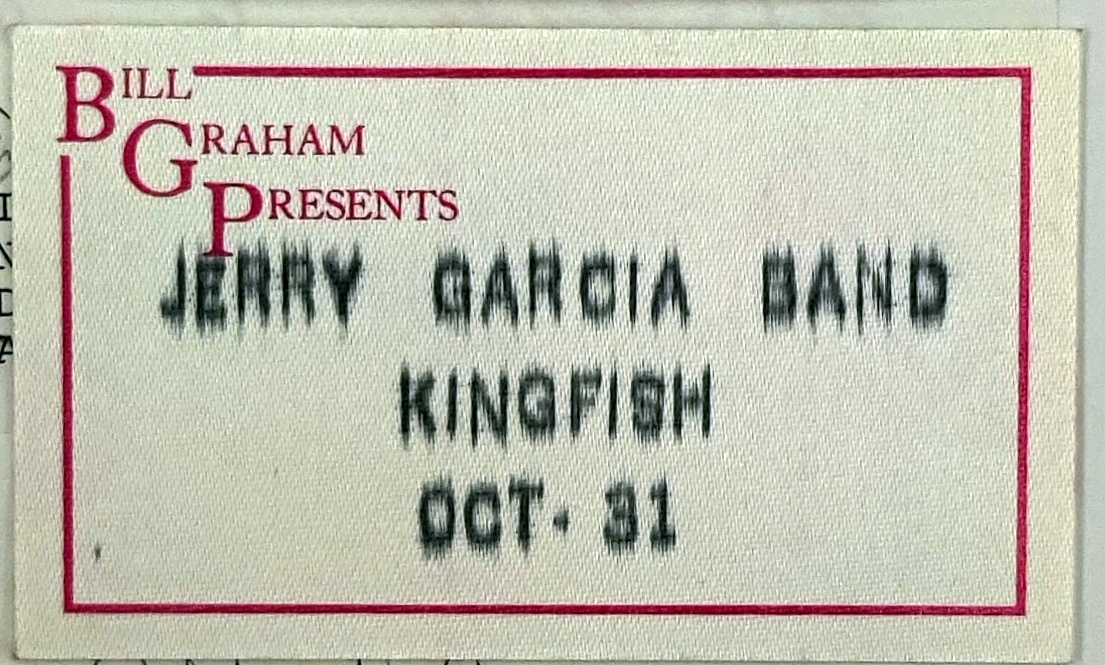 BILL
GRAHAM
PRESENTS
JERRY GARCIA BAND
KINGFISH
OCT. 31